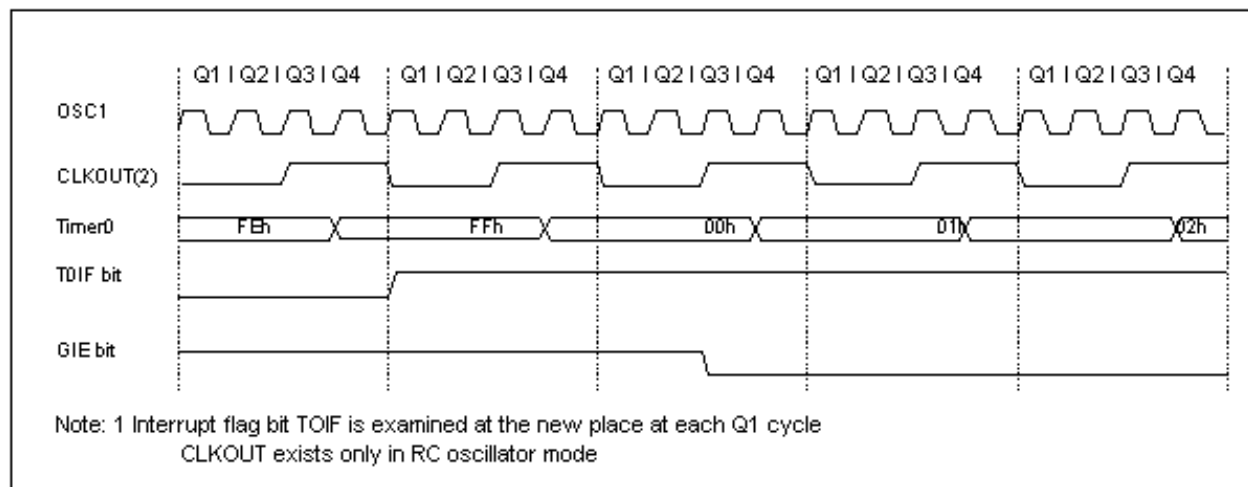 Q1 | Q2 | Q3 | Q4 Q1 | Q2 | Q3 | Q4 Q1 | Q2 | Q3 | Q4 Q1 | Q2 | Q3 | Q4 Q1 | Q2 | Q3 | Q4
OSC1
CLKOUT(2)
Timer0 FEh FFh 00h 01h 02h
T0IF bit
GIE bit
Note: 1 Interrupt flag bit TOIF is examined at the new place at each Q1 cycle
CLKOUT exists only in RC oscillator mode